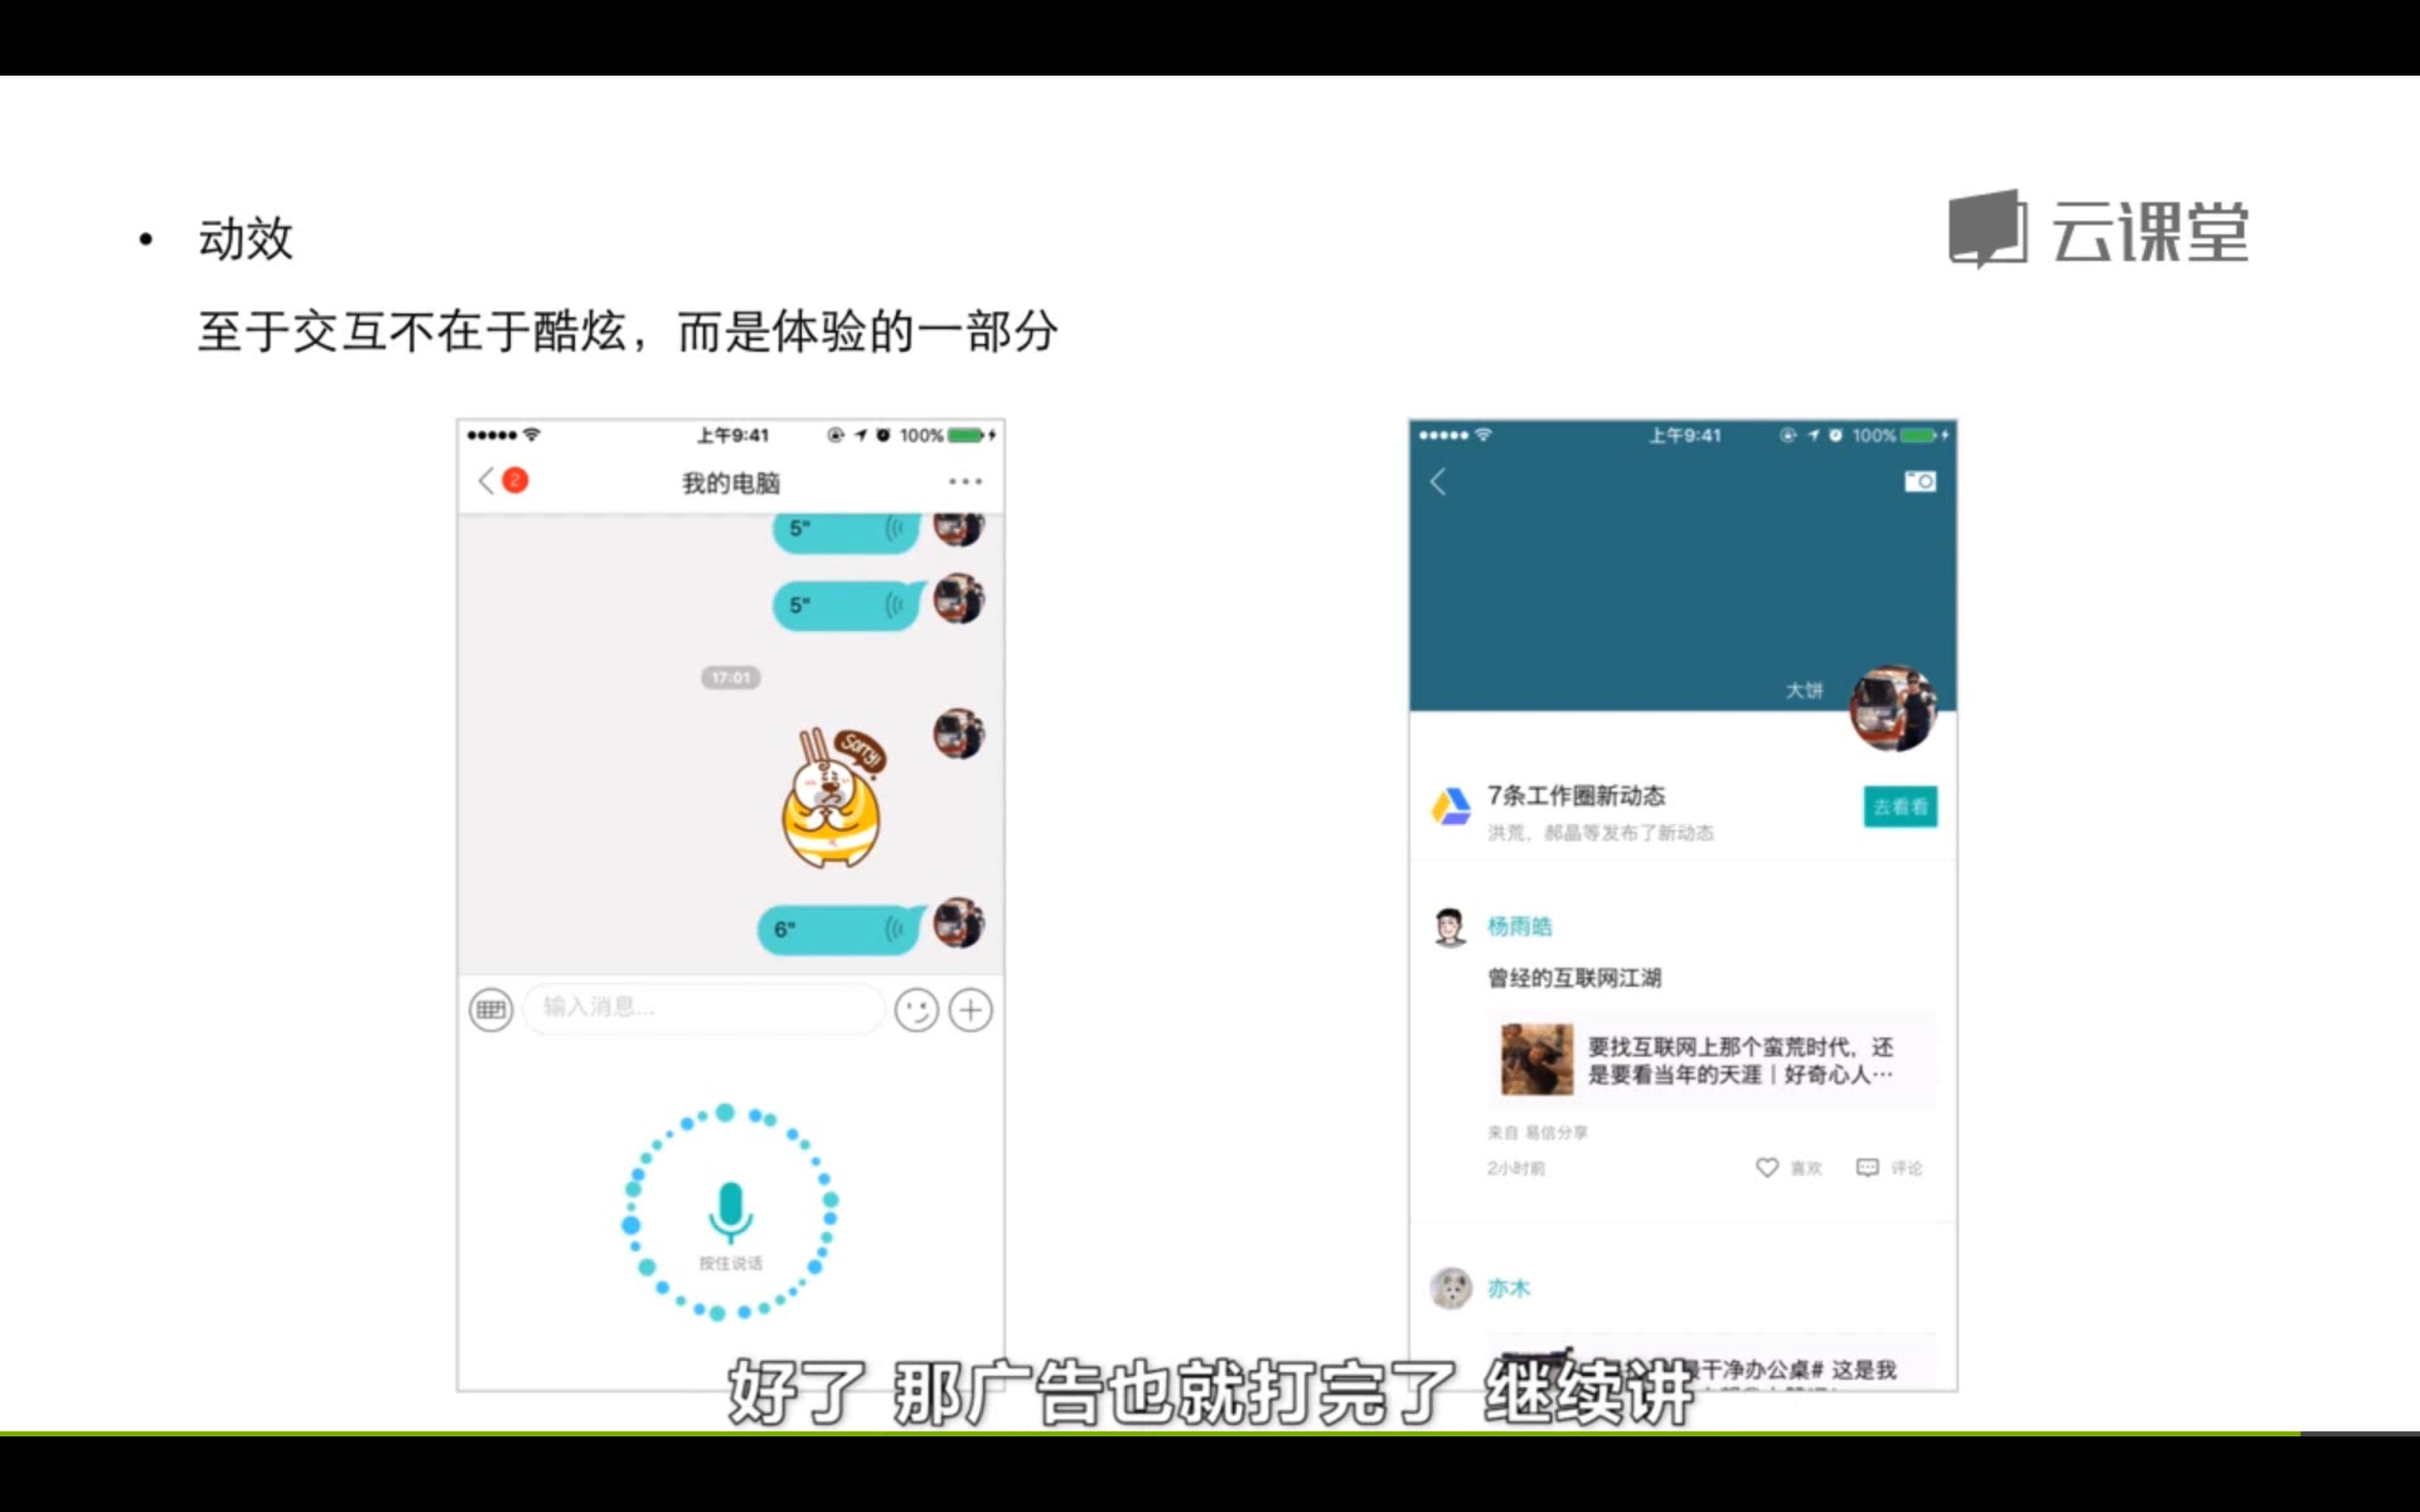 动效
云课堂
至于交互不在于酷炫，而是体验的一部分
上午9:41
100%
2
我的电脑
5"
5"
17:01
Sorry!
6"
输入消息...
按住说话
上午9:41
100%
大饼
7条工作圈新动态
洪荒、郝晶等发布了新动态
去看看
杨雨皓
曾经的互联网江湖
要找互联网上那个蛮荒时代，还
是要看当年的天涯｜好奇心人…
来自 易信分享
2小时前
喜欢
评论
亦木
干净办公桌# 这是我
好了 那广告也就打完了 继续讲